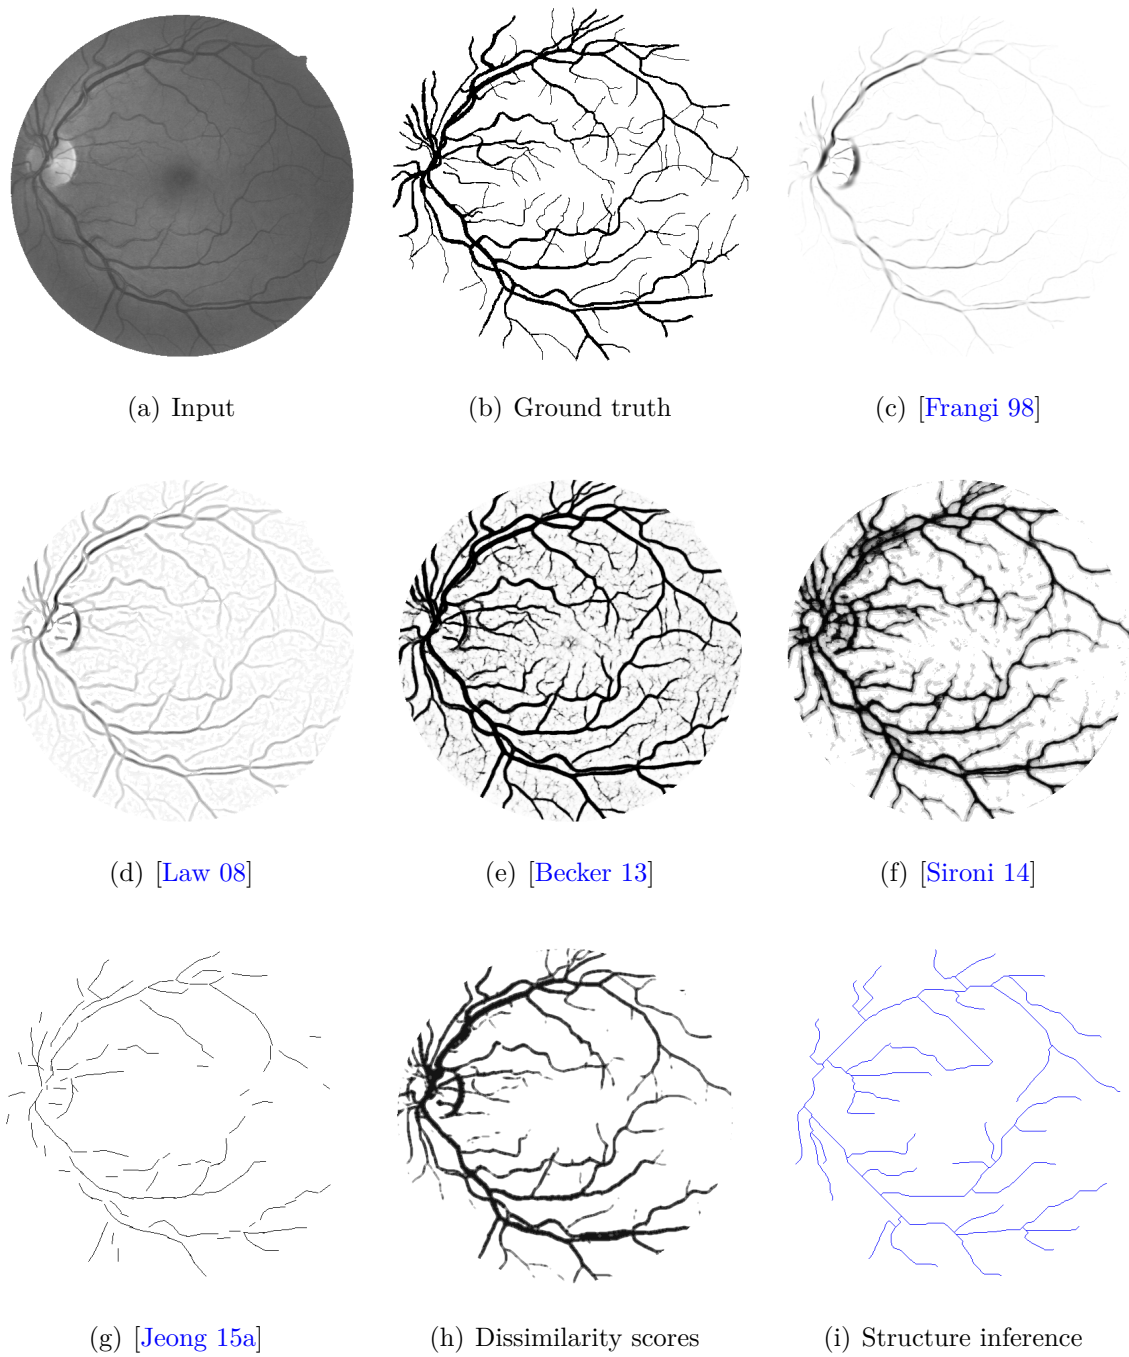 (a) Input
(b) Ground truth
(c) [Frangi 98]
(d) [Law 08]
(e) [Becker 13]
(f) [Sironi 14]
(g) [Jeong 15a]
(h) Dissimilarity scores
(i) Structure inference